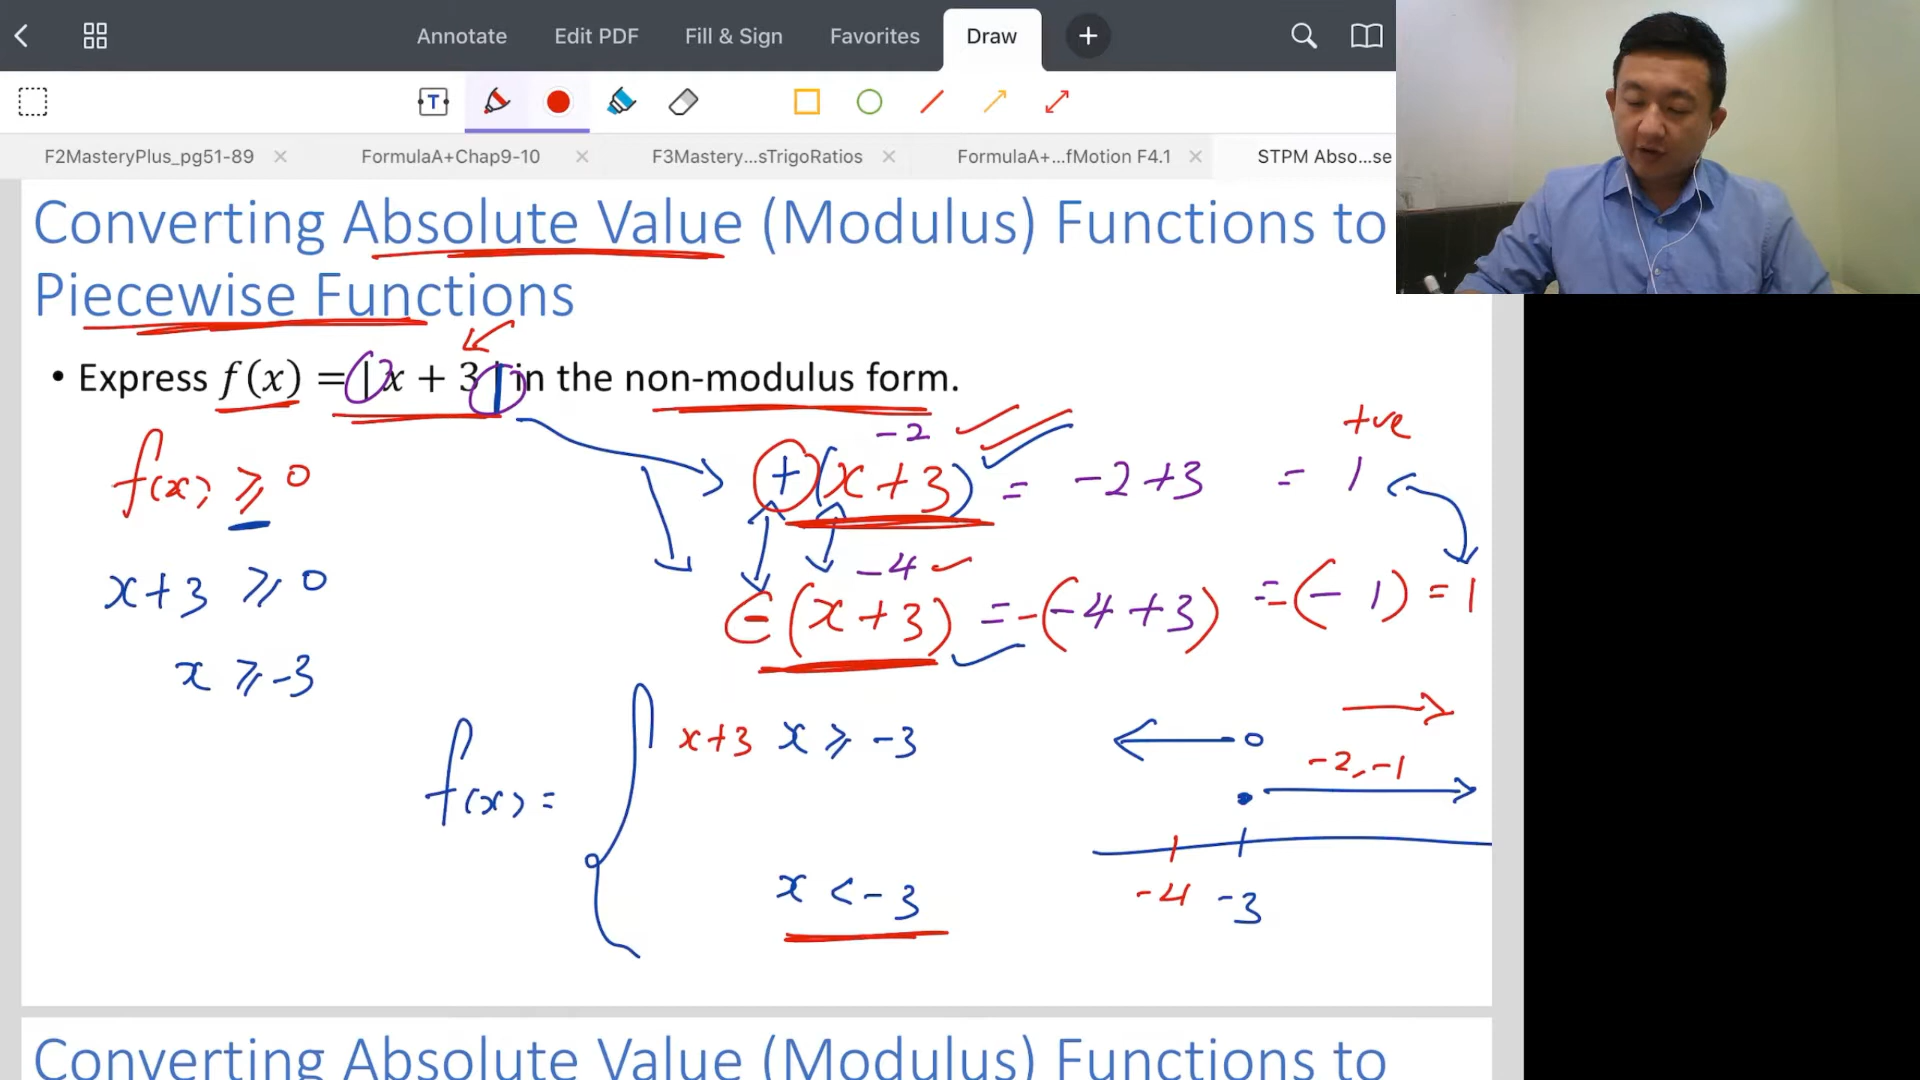 Annotate Edit PDF Fill & Sign Favorites Draw
T
F2MasteryPlus_pg51-89 FormulaA+Chap9-10 F3Mastery...sTrigoRatios FormulaA+...fMotion F4.1 STPM Abso...se
Converting Absolute Value (Modulus) Functions to
Piecewise Functions
• Express f(x) = |x + 3| in the non-modulus form.
f(x) ⩾ 0
x+3 ⩾ 0
x ⩾ -3
-2
+(x+3) = -2+3 = 1
+ve
-4
-(x+3) = -(-4+3) = -(-1) = 1
f(x) =
x+3 x ⩾ -3
x < -3
-2, -1
-4 -3
Converting Absolute Value (Modulus) Functions to